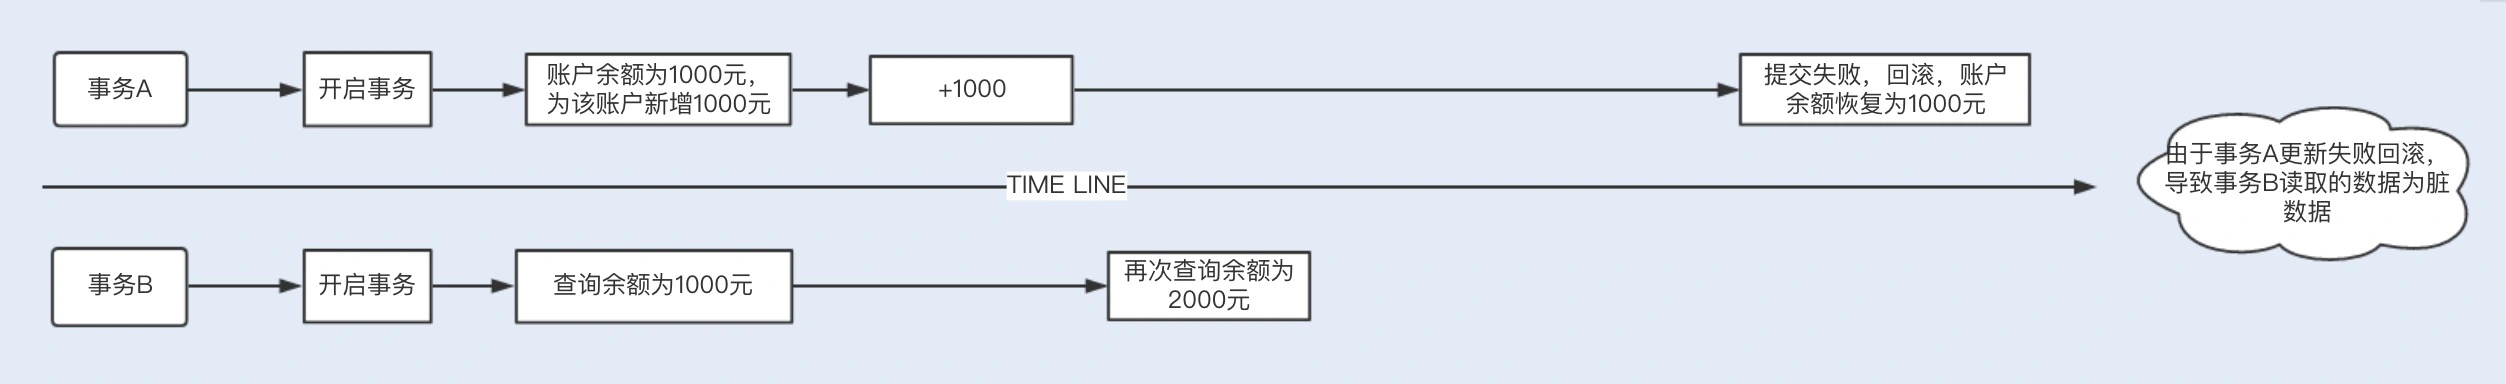 事务A
开启事务
账户余额为1000元，
为该账户新增1000元
+1000
提交失败，回滚，账户
余额恢复为1000元
TIME LINE
由于事务A更新失败回滚，
导致事务B读取的数据为脏
数据
事务B
开启事务
查询余额为1000元
再次查询余额为
2000元